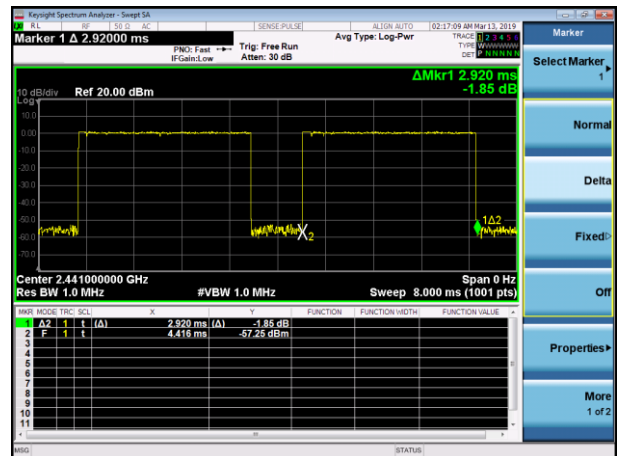 Keysight Spectrum Analyzer - Swept SA
RL RF 50 Ω AC SENSE:PULSE ALIGN AUTO 02:17:09 AM Mar 13, 2019
Marker 1 Δ 2.92000 ms
PNO: Fast Trig: Free Run Avg Type: Log-Pwr TRACE 1 2 3 4 5 6
TYPE WWWWWW
IFGain:Low Atten: 30 dB DET P N N N N N
ΔMkr1 2.920 ms
-1.85 dB
10 dB/div Ref 20.00 dBm
Log
10.0
0.00
-10.0
-20.0
-30.0
-40.0
-50.0
-60.0
-70.0
1Δ2
X2
Center 2.441000000 GHz Span 0 Hz
Res BW 1.0 MHz #VBW 1.0 MHz Sweep 8.000 ms (1001 pts)
MKR MODE TRC SCL X Y FUNCTION FUNCTION WIDTH FUNCTION VALUE
1 Δ2 1 t (Δ) 2.920 ms (Δ) -1.85 dB
2 F 1 t 4.416 ms -57.25 dBm
3
4
5
6
7
8
9
10
11
MSG STATUS
Marker
Select Marker
1
Normal
Delta
Fixed
Off
Properties
More
1 of 2